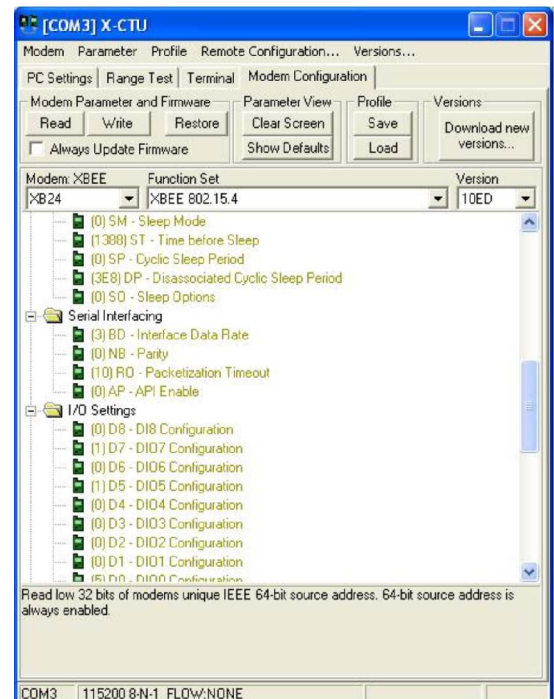 [COM3] X-CTU
Modem Parameter Profile Remote Configuration... Versions...
PC Settings Range Test Terminal Modem Configuration
Modem Parameter and Firmware Parameter View Profile Versions
Read Write Restore Clear Screen Save Download new versions...
Always Update Firmware Show Defaults Load
Modem: XBEE Function Set Version
XB24 XBEE 802.15.4 10ED
(0) SM - Sleep Mode
(1388) ST - Time before Sleep
(0) SP - Cyclic Sleep Period
(3E8) DP - Disassociated Cyclic Sleep Period
(0) SO - Sleep Options
Serial Interfacing
(3) BD - Interface Data Rate
(0) NB - Parity
(10) RO - Packetization Timeout
(0) AP - API Enable
I/O Settings
(0) D8 - DI8 Configuration
(1) D7 - DIO7 Configuration
(0) D6 - DIO6 Configuration
(1) D5 - DIO5 Configuration
(0) D4 - DIO4 Configuration
(0) D3 - DIO3 Configuration
(0) D2 - DIO2 Configuration
(0) D1 - DIO1 Configuration
(5) D0 - DIO0 Configuration
Read low 32 bits of modems unique IEEE 64-bit source address. 64-bit source address is
always enabled.
COM3 115200 8-N-1 FLOW:NONE